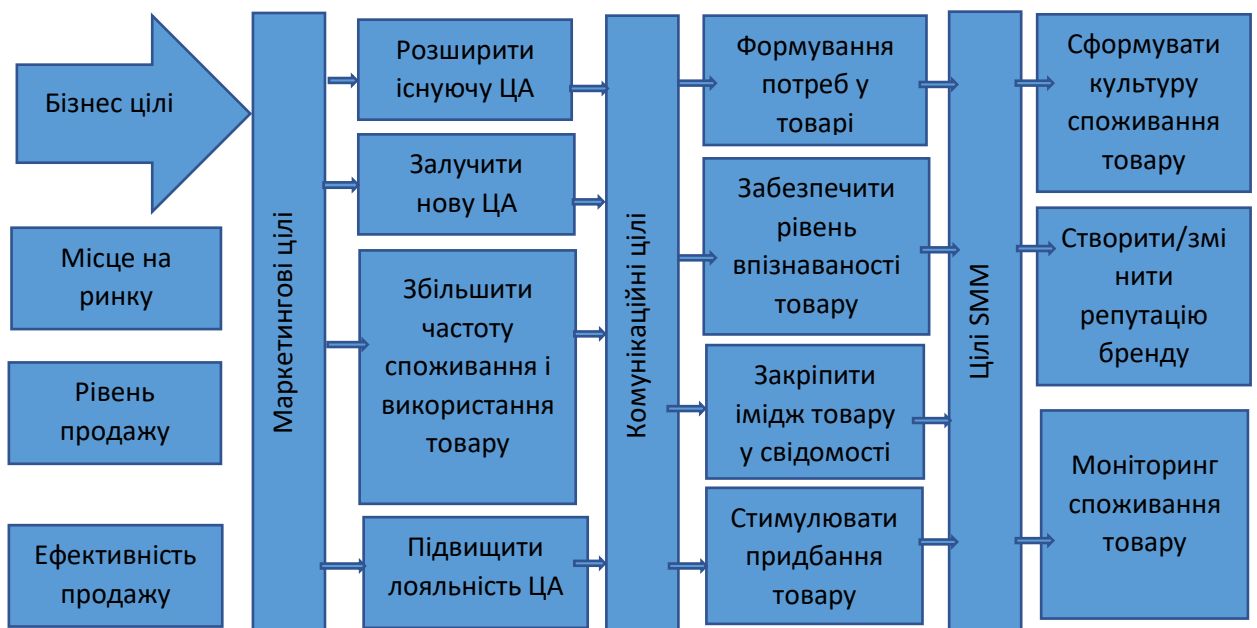 Бізнес цілі
Місце на
ринку
Рівень
продажу
Ефективність
продажу
Маркетингові цілі
Розширити
існуючу ЦА
Залучити
нову ЦА
Збільшити
частоту
споживання і
використання
товару
Підвищити
лояльність ЦА
Комунікаційні цілі
Формування
потреб у
товарі
Забезпечити
рівень
впізнаваності
товару
Закріпити
імідж товару
у свідомості
Стимулювати
придбання
товару
Цілі SMM
Сформувати
культуру
споживання
товару
Створити/змі
нити
репутацію
бренду
Моніторинг
споживання
товару